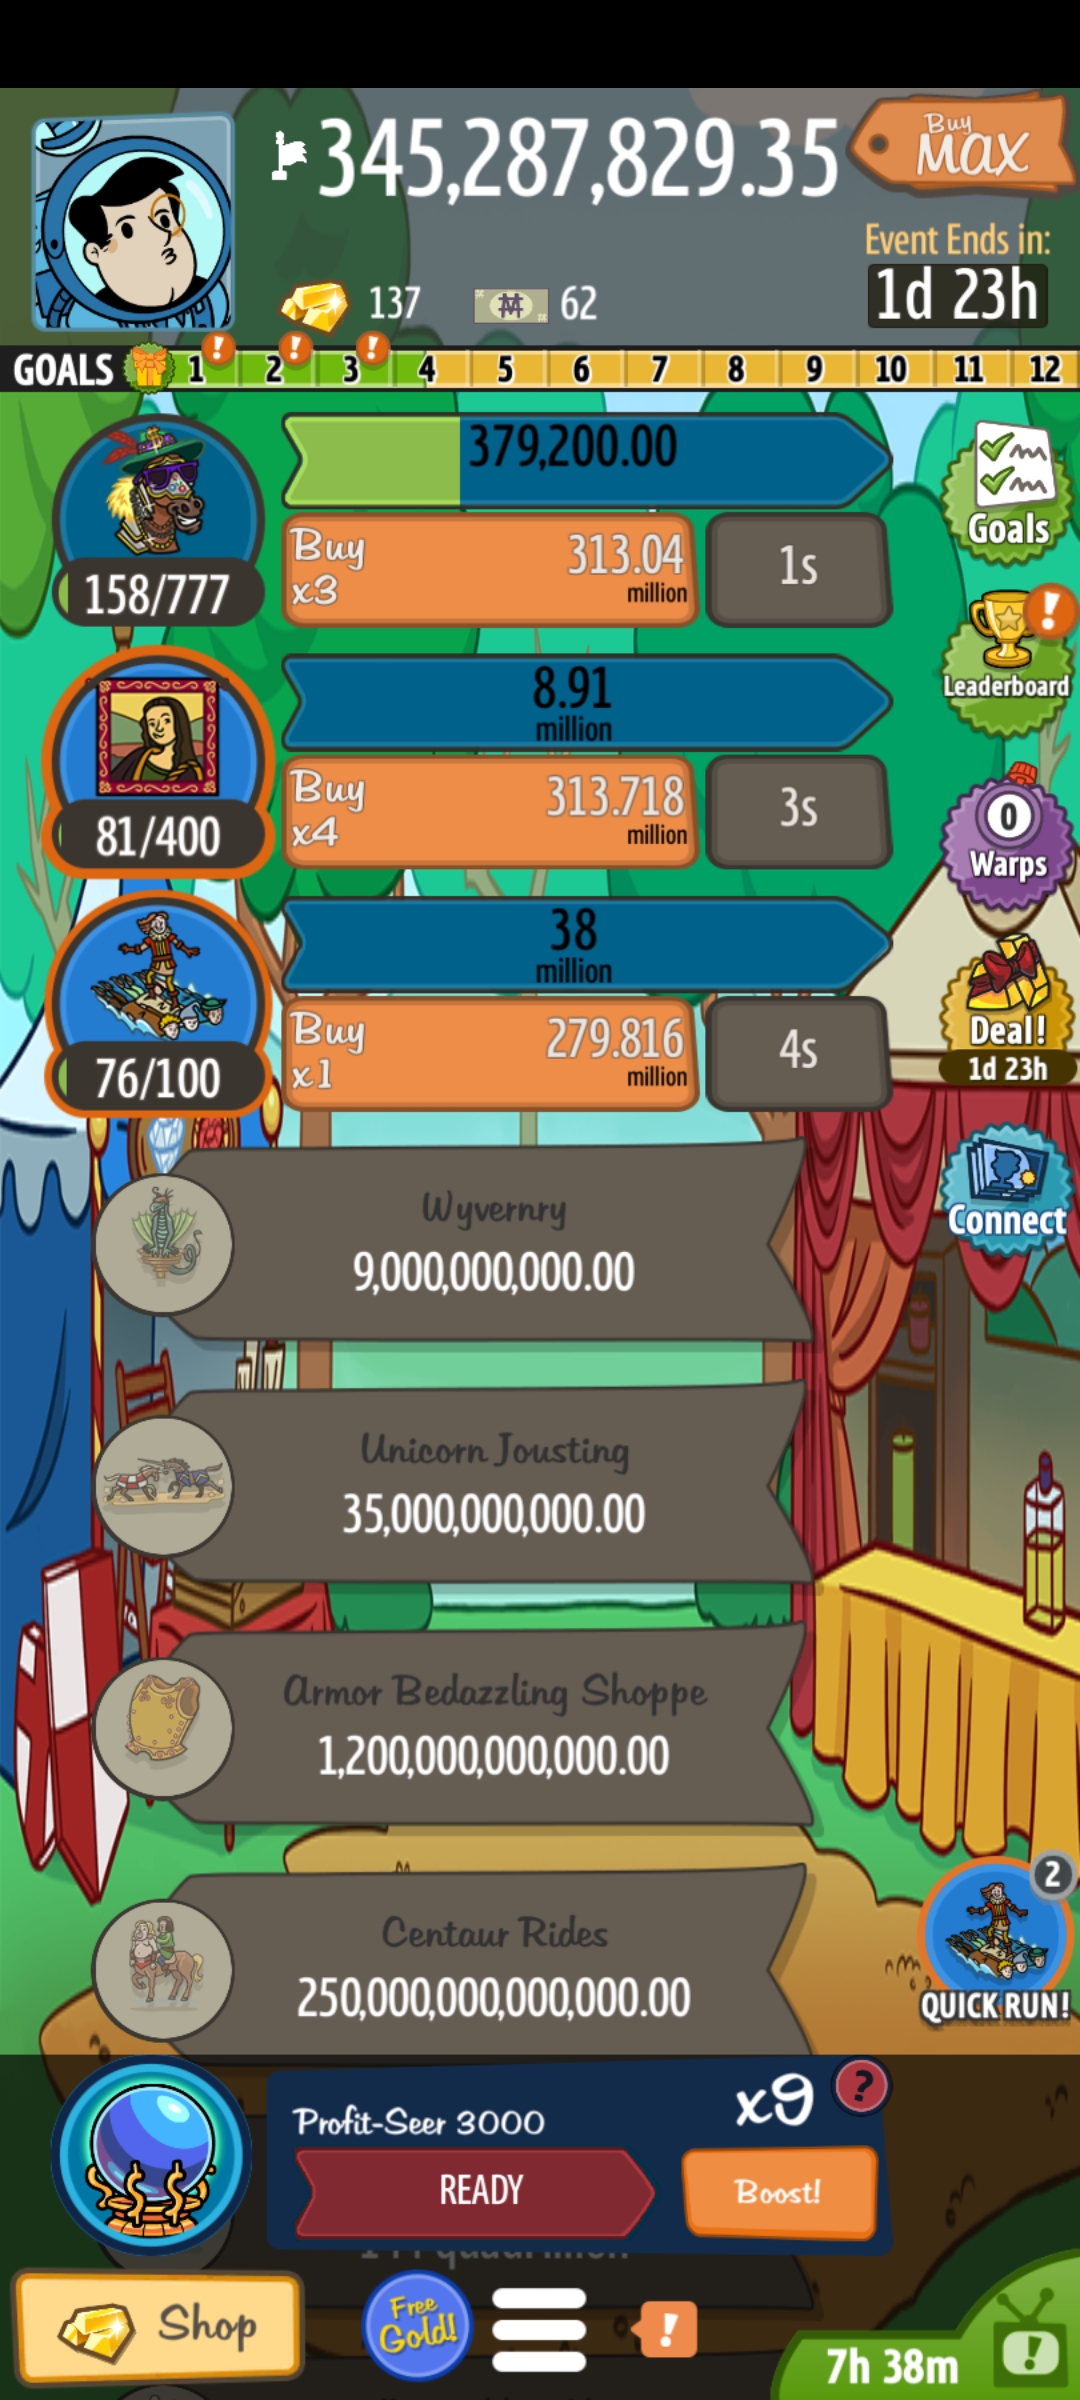 345,287,829.35
Buy
MAX
Event Ends in:
1d 23h
137
62
GOALS 1 ! 2 ! 3 ! 4 5 6 7 8 9 10 11 12
379,200.00
Buy
x3
313.04
million
1s
158/777
Goals
!
Leaderboard
8.91
million
Buy
x4
313.718
million
3s
81/400
0
Warps
38
million
Buy
x1
279.816
million
4s
76/100
Deal!
1d 23h
Connect
Wyvernry
9,000,000,000.00
Unicorn Jousting
35,000,000,000.00
Armor Bedazzling Shoppe
1,200,000,000,000.00
Centaur Rides
250,000,000,000,000.00
2
QUICK RUN!
Profit-Seer 3000
x9
?
READY
Boost!
Shop
Free
Gold!
!
7h 38m
!